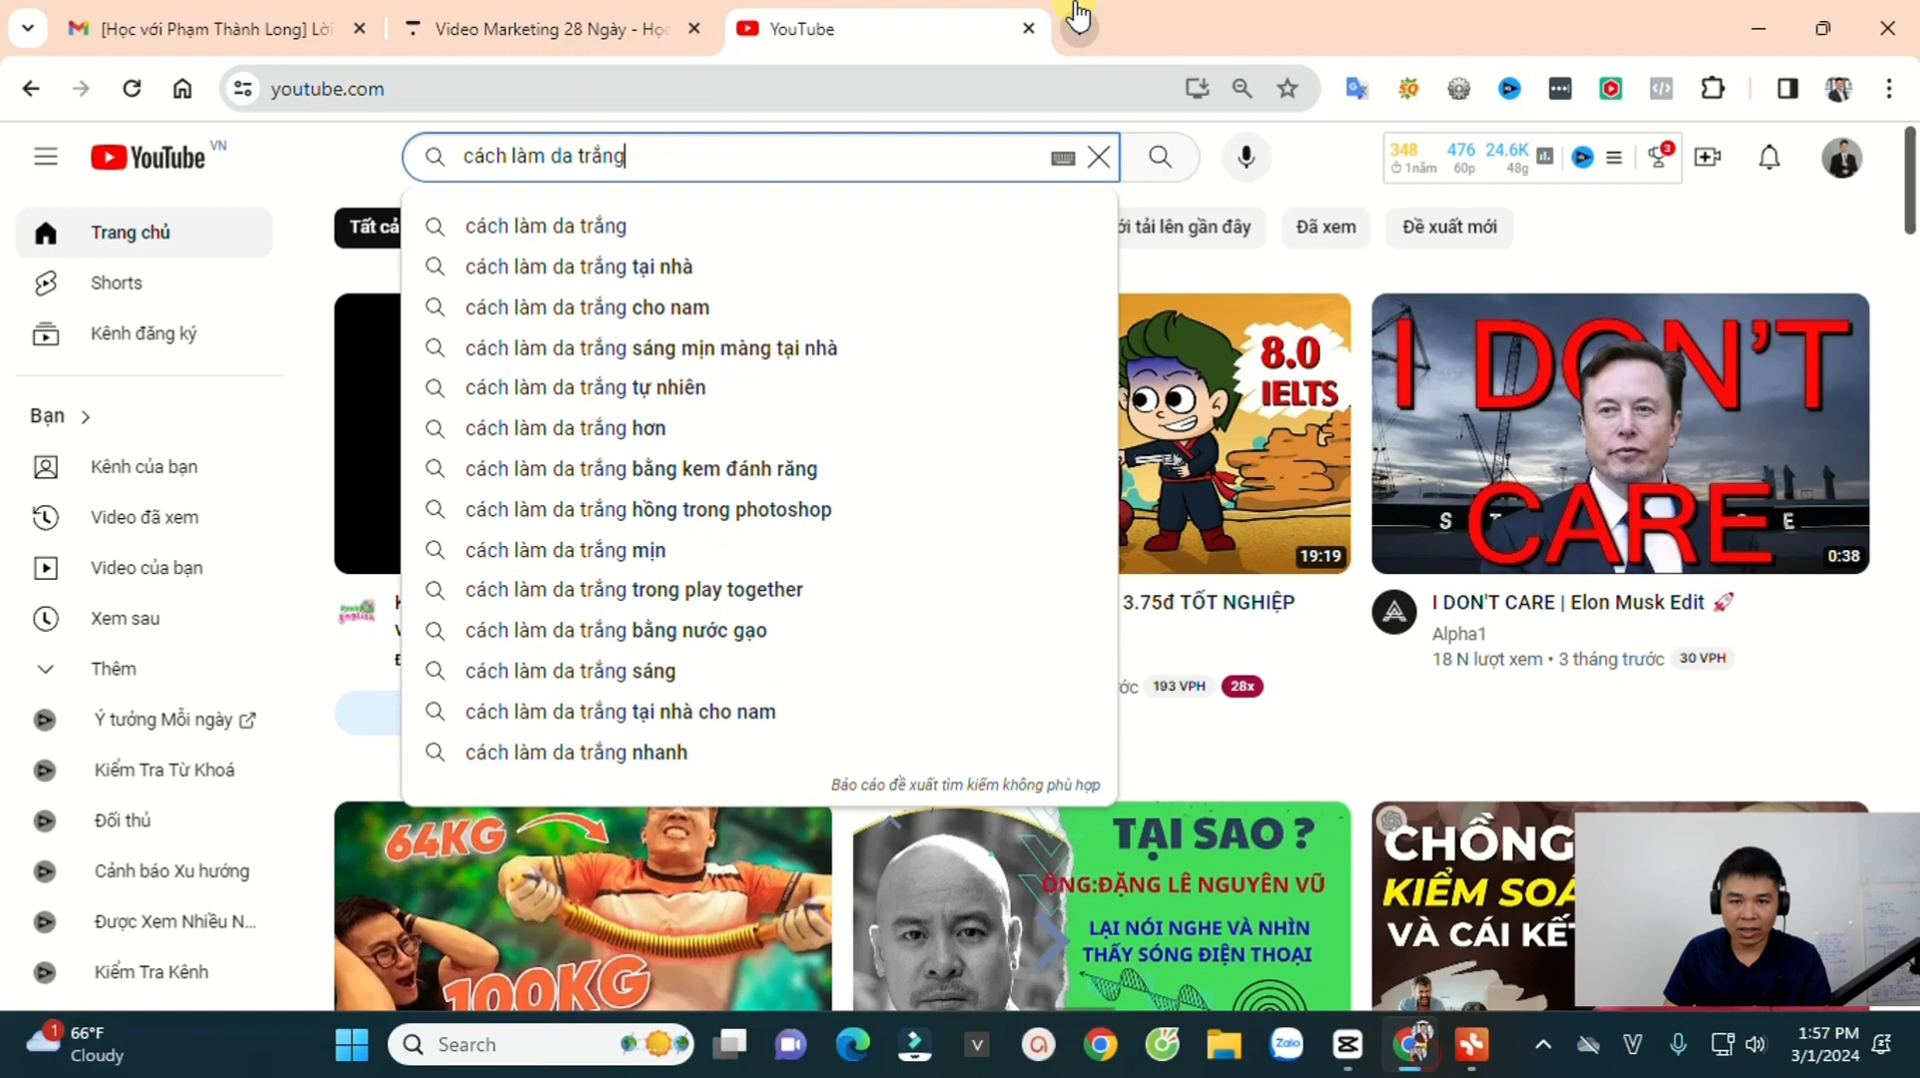 [Học với Phạm Thành Long] Lời
Video Marketing 28 Ngày - Học
YouTube
youtube.com
YouTube VN
cách làm da trắng
348 476 24.6K
1năm 60p 48g
3
Trang chủ
Shorts
Kênh đăng ký
Bạn
Kênh của bạn
Video đã xem
Video của bạn
Xem sau
Thêm
Ý tưởng Mỗi ngày
Kiểm Tra Từ Khoá
Đối thủ
Cảnh báo Xu hướng
Được Xem Nhiều N...
Kiểm Tra Kênh
Tất cả
tải lên gần đây
Đã xem
Đề xuất mới
cách làm da trắng
cách làm da trắng tại nhà
cách làm da trắng cho nam
cách làm da trắng sáng mịn màng tại nhà
cách làm da trắng tự nhiên
cách làm da trắng hơn
cách làm da trắng bằng kem đánh răng
cách làm da trắng hồng trong photoshop
cách làm da trắng mịn
cách làm da trắng trong play together
cách làm da trắng bằng nước gạo
cách làm da trắng sáng
cách làm da trắng tại nhà cho nam
cách làm da trắng nhanh
Báo cáo đề xuất tìm kiếm không phù hợp
8.0
IELTS
19:19
3.75đ TỐT NGHIỆP
193 VPH 28x
I DON'T
CARE
0:38
I DON'T CARE | Elon Musk Edit 🚀
Alpha1
18 N lượt xem • 3 tháng trước 30 VPH
64KG
100KG
TẠI SAO ?
ÔNG:ĐẶNG LÊ NGUYÊN VŨ
LẠI NÓI NGHE VÀ NHÌN
THẤY SÓNG ĐIỆN THOẠI
CHỒNG
KIỂM SOÁ
VÀ CÁI KẾT
1
66°F
Cloudy
Search
Zalo
1:57 PM
3/1/2024